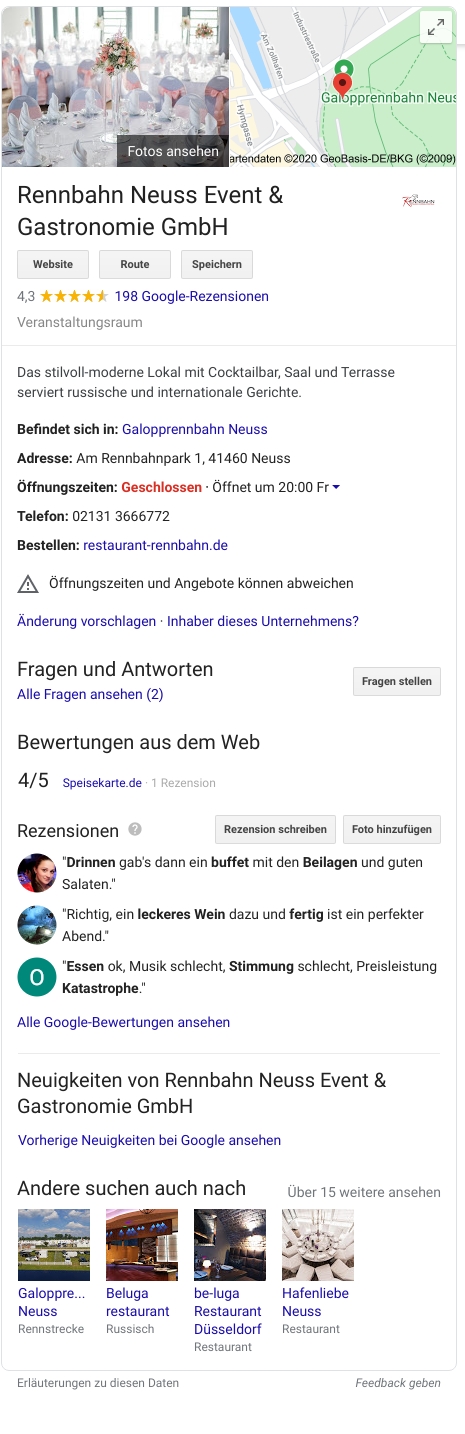 Am Zollhafen
Industriestraße
Hymgasse
Galopprennbahn Neus
Fotos ansehen
artendaten ©2020 GeoBasis-DE/BKG (©2009)
Rennbahn Neuss Event &
Gastronomie GmbH
RENNBAHN
Website
Route
Speichern
4,3 198 Google-Rezensionen
Veranstaltungsraum
Das stilvoll-moderne Lokal mit Cocktailbar, Saal und Terrasse
serviert russische und internationale Gerichte.
Befindet sich in: Galopprennbahn Neuss
Adresse: Am Rennbahnpark 1, 41460 Neuss
Öffnungszeiten: Geschlossen · Öffnet um 20:00 Fr
Telefon: 02131 3666772
Bestellen: restaurant-rennbahn.de
Öffnungszeiten und Angebote können abweichen
Änderung vorschlagen · Inhaber dieses Unternehmens?
Fragen und Antworten
Alle Fragen ansehen (2)
Fragen stellen
Bewertungen aus dem Web
4/5 Speisekarte.de · 1 Rezension
Rezensionen ?
Rezension schreiben
Foto hinzufügen
"Drinnen gab's dann ein buffet mit den Beilagen und guten
Salaten."
"Richtig, ein leckeres Wein dazu und fertig ist ein perfekter
Abend."
O
"Essen ok, Musik schlecht, Stimmung schlecht, Preisleistung
Katastrophe."
Alle Google-Bewertungen ansehen
Neuigkeiten von Rennbahn Neuss Event &
Gastronomie GmbH
Vorherige Neuigkeiten bei Google ansehen
Andere suchen auch nach
Über 15 weitere ansehen
Galoppre...
Neuss
Rennstrecke
Beluga
restaurant
Russisch
be-luga
Restaurant
Düsseldorf
Restaurant
Hafenliebe
Neuss
Restaurant
Erläuterungen zu diesen Daten
Feedback geben